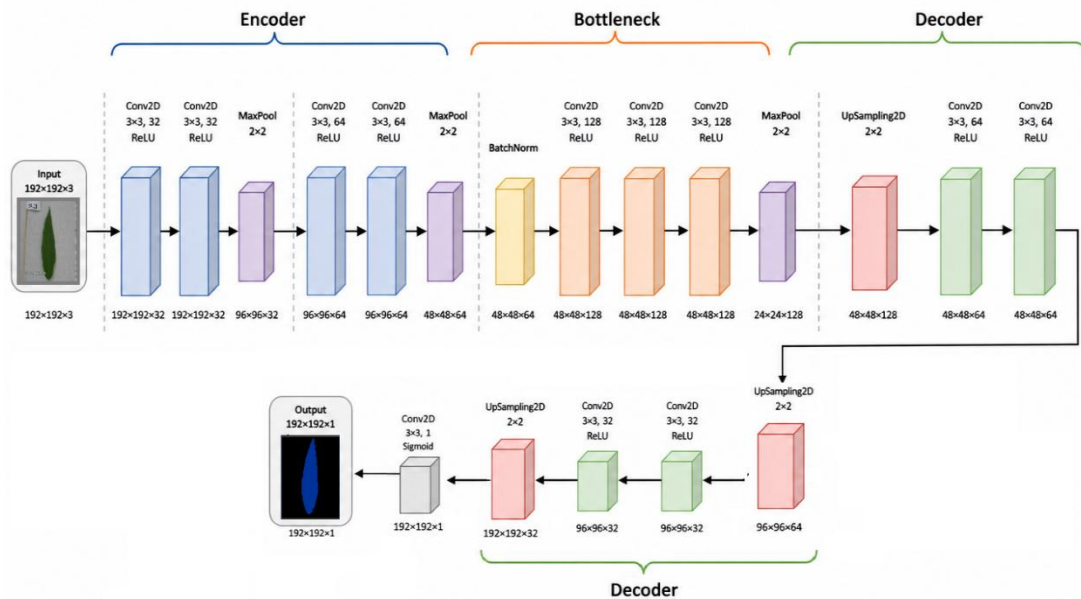 Encoder
Bottleneck
Decoder
Input
192×192×3
192×192×3
Conv2D
3×3, 32
ReLU
192×192×32
Conv2D
3×3, 32
ReLU
192×192×32
MaxPool
2×2
96×96×32
Conv2D
3×3, 64
ReLU
96×96×64
Conv2D
3×3, 64
ReLU
96×96×64
MaxPool
2×2
48×48×64
BatchNorm
48×48×64
Conv2D
3×3, 128
ReLU
48×48×128
Conv2D
3×3, 128
ReLU
48×48×128
Conv2D
3×3, 128
ReLU
48×48×128
MaxPool
2×2
24×24×128
UpSampling2D
2×2
48×48×128
Conv2D
3×3, 64
ReLU
48×48×64
Conv2D
3×3, 64
ReLU
48×48×64
UpSampling2D
2×2
96×96×64
Conv2D
3×3, 32
ReLU
96×96×32
Conv2D
3×3, 32
ReLU
96×96×32
UpSampling2D
2×2
192×192×32
Conv2D
3×3, 1
Sigmoid
192×192×1
Output
192×192×1
192×192×1
Decoder